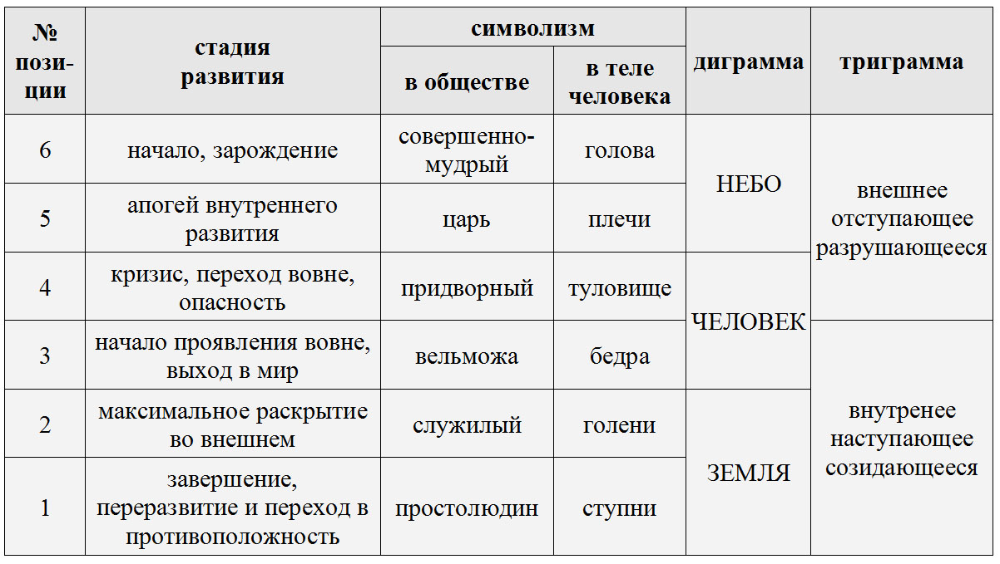 №
пози-
ции
стадия
развития
символизм
в обществе
в теле
человека
диграмма
триграмма
6
начало, зарождение
совершенно-
мудрый
голова
НЕБО
внешнее
отступающее
разрушающееся
5
апогей внутреннего
развития
царь
плечи
4
кризис, переход вовне,
опасность
придворный
туловище
ЧЕЛОВЕК
3
начало проявления вовне,
выход в мир
вельможа
бедра
внутренее
наступающее
созидающееся
2
максимальное раскрытие
во внешнем
служилый
голени
ЗЕМЛЯ
1
завершение,
переразвитие и переход в
противоположность
простолюдин
ступни